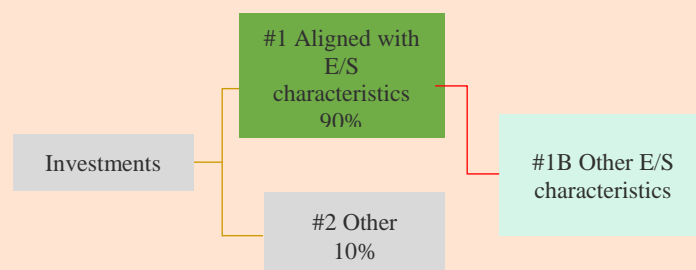 #1 Aligned with
E/S
characteristics
90%
Investments
#1B Other E/S
characteristics
#2 Other
10%